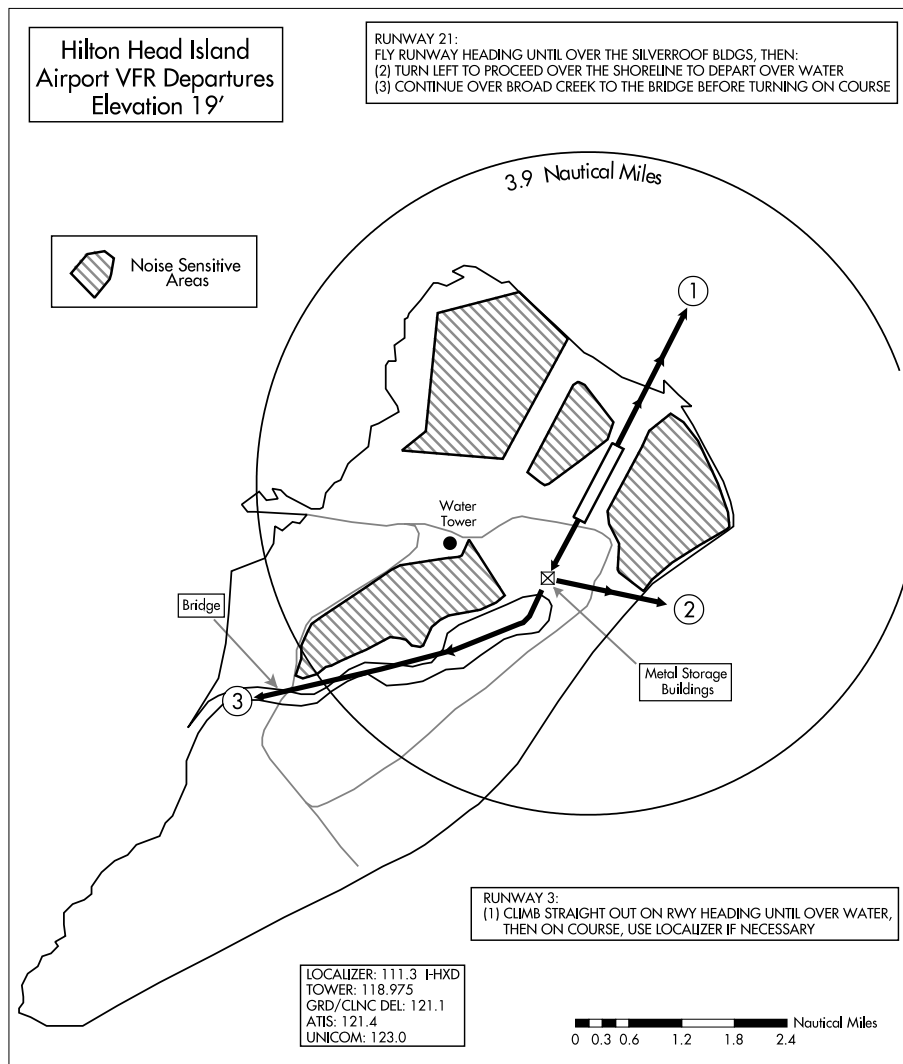 Hilton Head Island
Airport VFR Departures
Elevation 19'
RUNWAY 21:
FLY RUNWAY HEADING UNTIL OVER THE SILVERROOF BLDGS, THEN:
(2) TURN LEFT TO PROCEED OVER THE SHORELINE TO DEPART OVER WATER
(3) CONTINUE OVER BROAD CREEK TO THE BRIDGE BEFORE TURNING ON COURSE
3.9 Nautical Miles
Noise Sensitive
Areas
1
Water
Tower
Bridge
2
Metal Storage
Buildings
3
RUNWAY 3:
(1) CLIMB STRAIGHT OUT ON RWY HEADING UNTIL OVER WATER,
THEN ON COURSE, USE LOCALIZER IF NECESSARY
LOCALIZER: 111.3 I-HXD
TOWER: 118.975
GRD/CLNC DEL: 121.1
ATIS: 121.4
UNICOM: 123.0
Nautical Miles
0 0.3 0.6 1.2 1.8 2.4